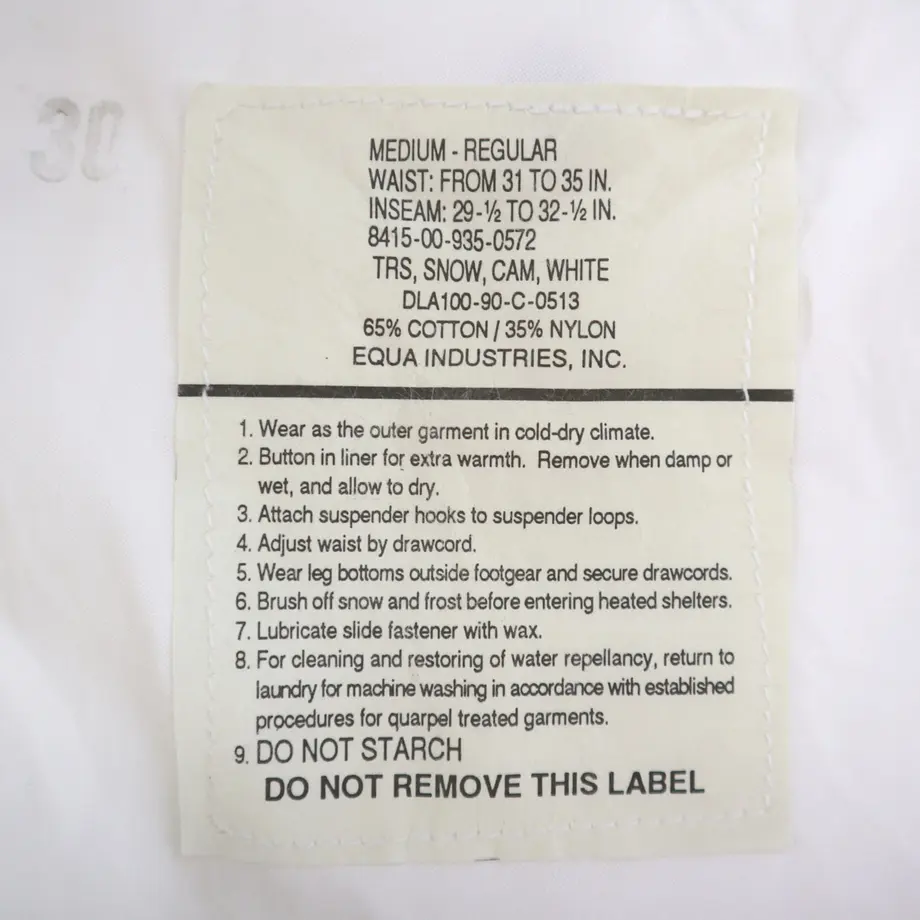 30
MEDIUM - REGULAR
WAIST: FROM 31 TO 35 IN.
INSEAM: 29-½ TO 32-½ IN.
8415-00-935-0572
TRS, SNOW, CAM, WHITE
DLA100-90-C-0513
65% COTTON / 35% NYLON
EQUA INDUSTRIES, INC.
1. Wear as the outer garment in cold-dry climate.
2. Button in liner for extra warmth. Remove when damp or
wet, and allow to dry.
3. Attach suspender hooks to suspender loops.
4. Adjust waist by drawcord.
5. Wear leg bottoms outside footgear and secure drawcords.
6. Brush off snow and frost before entering heated shelters.
7. Lubricate slide fastener with wax.
8. For cleaning and restoring of water repellancy, return to
laundry for machine washing in accordance with established
procedures for quarpel treated garments.
9. DO NOT STARCH
DO NOT REMOVE THIS LABEL